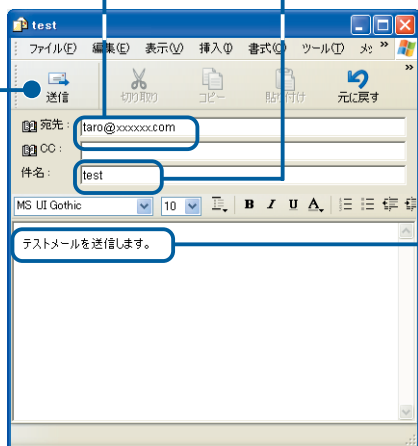 test
ファイル(F) 編集(E) 表示(V) 挿入(I) 書式(O) ツール(T) メッ »
送信 切り取り コピー 貼り付け 元に戻す »
宛先: taro@xxxxxx.com
CC:
件名: test
MS UI Gothic 10 B I U A
テストメールを送信します。